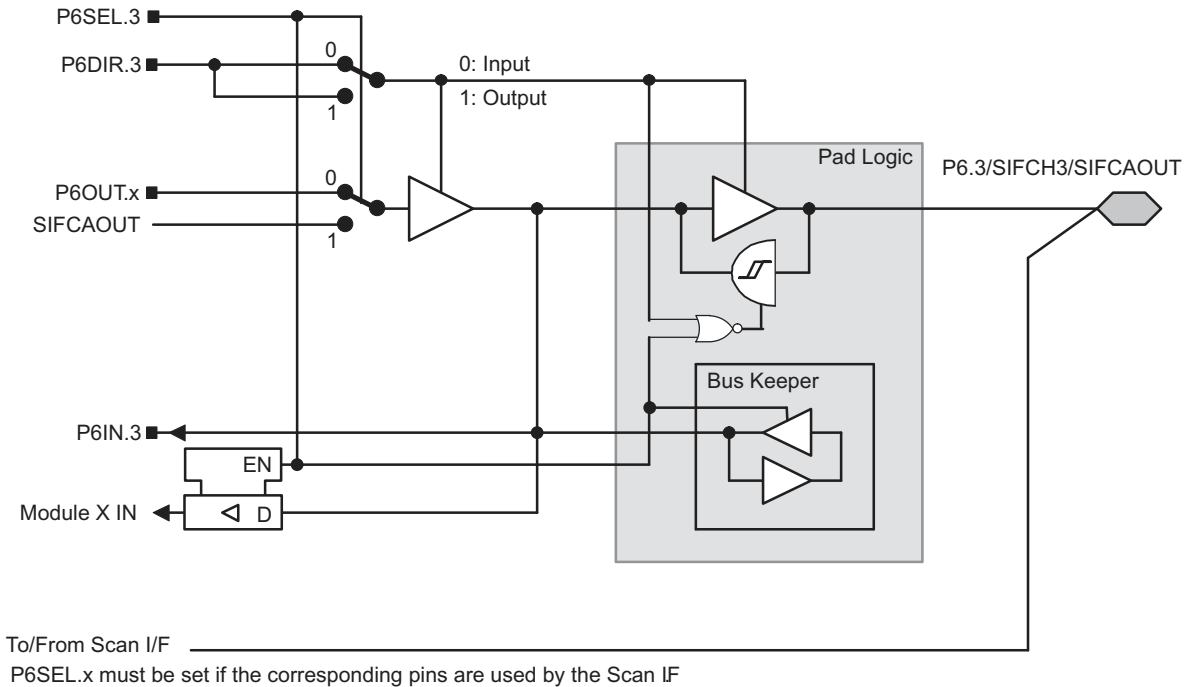 P6SEL.3
P6DIR.3
0
1
0: Input
1: Output
P6OUT.x
0
SIFCAOUT
1
Pad Logic
P6.3/SIFCH3/SIFCAOUT
Bus Keeper
P6IN.3
EN
Module X IN
D
To/From Scan I/F
P6SEL.x must be set if the corresponding pins are used by the Scan IF